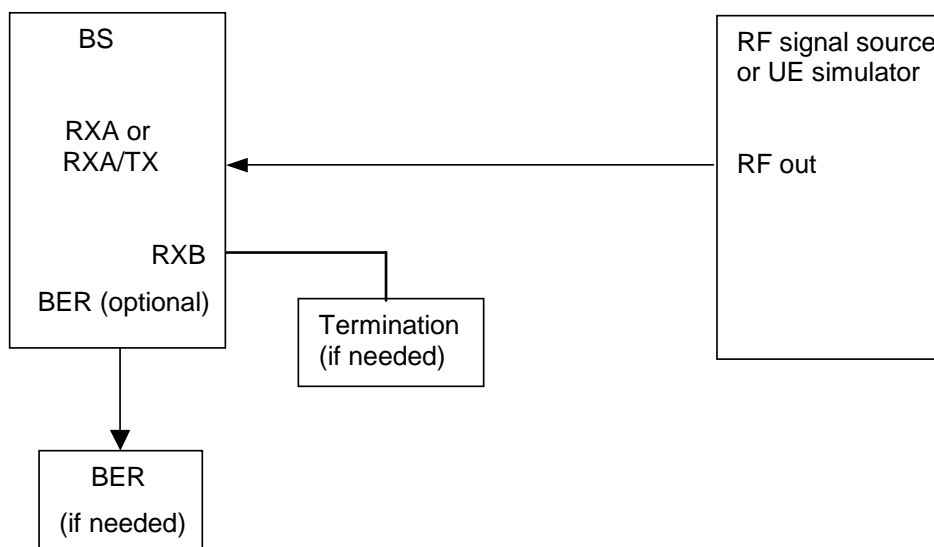 BS
RXA or
RXA/TX
RXB
BER (optional)
Termination
(if needed)
BER
(if needed)
RF signal source
or UE simulator
RF out